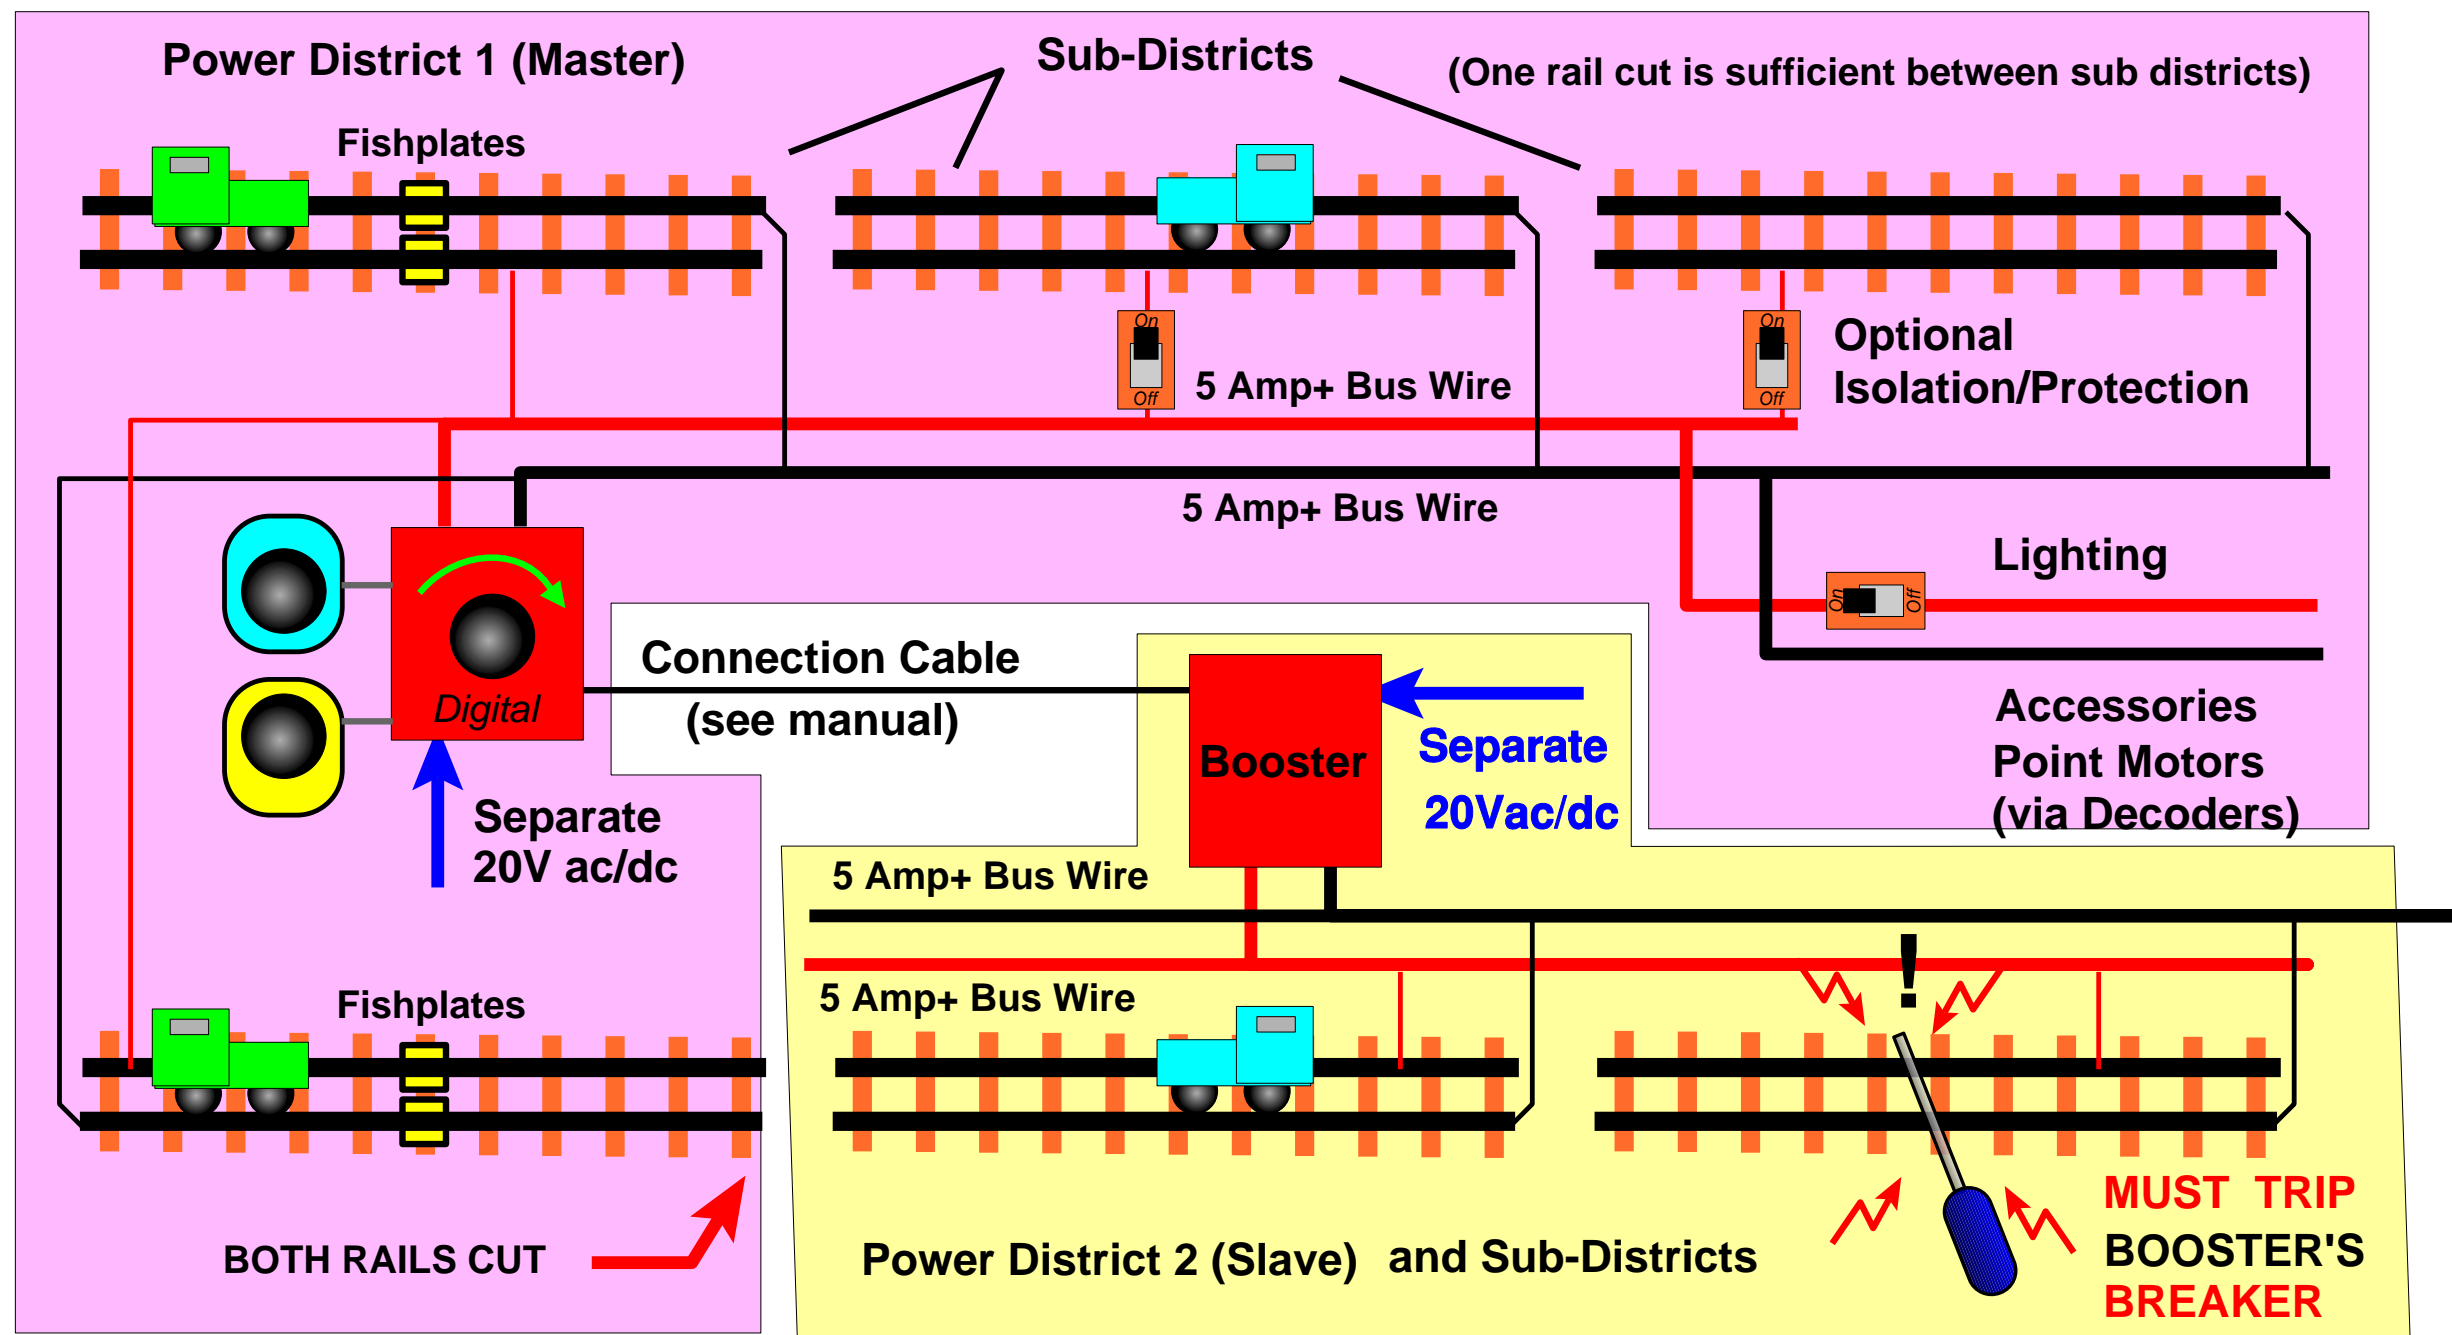 Power District 1 (Master)
Sub-Districts
(One rail cut is sufficient between sub districts)
Fishplates
On
Off
On
Off
Optional
Isolation/Protection
5 Amp+ Bus Wire
5 Amp+ Bus Wire
Lighting
On
Off
Digital
Connection Cable
(see manual)
Booster
Separate
20Vac/dc
Accessories
Point Motors
(via Decoders)
Separate
20V ac/dc
5 Amp+ Bus Wire
5 Amp+ Bus Wire
!
Fishplates
BOTH RAILS CUT
Power District 2 (Slave) and Sub-Districts
MUST TRIP
BOOSTER'S
BREAKER